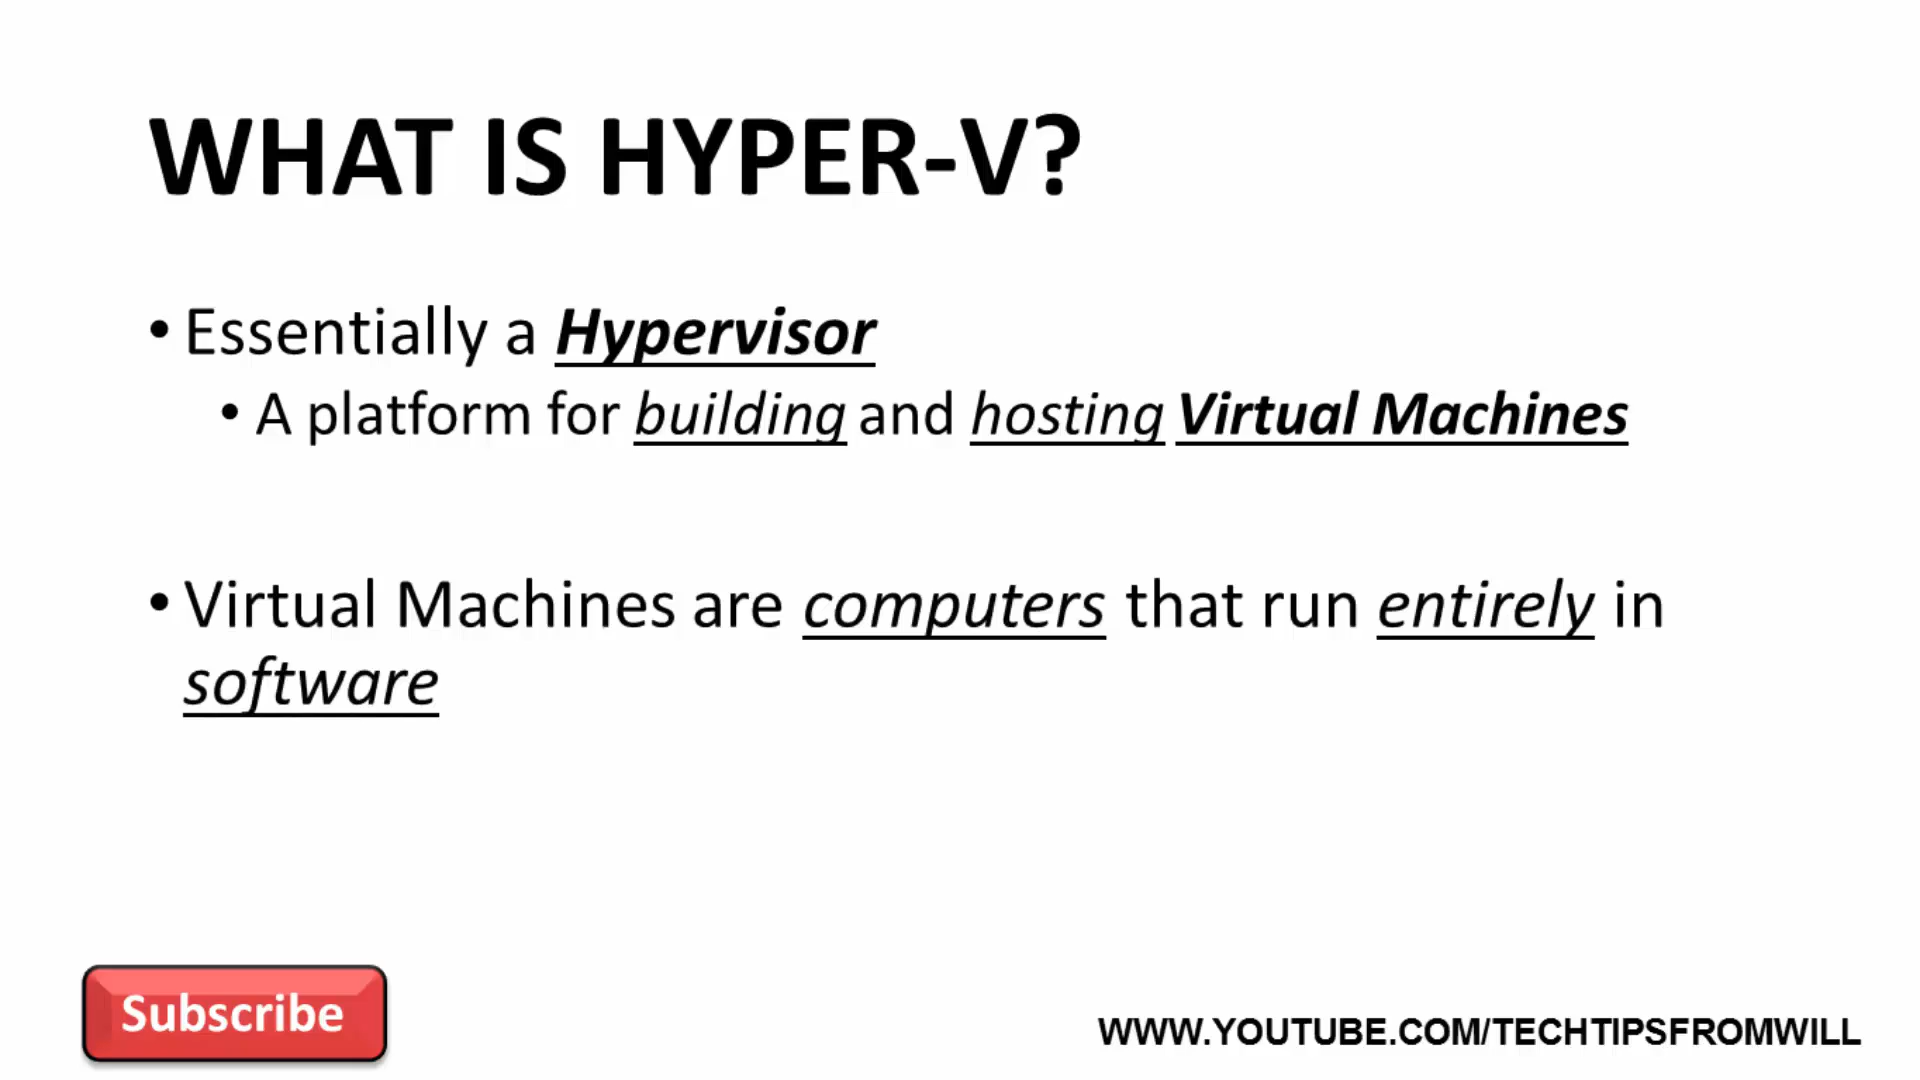 WHAT IS HYPER-V?
• Essentially a Hypervisor
• A platform for building and hosting Virtual Machines
• Virtual Machines are computers that run entirely in
software
Subscribe
WWW.YOUTUBE.COM/TECHTIPSFROMWILL